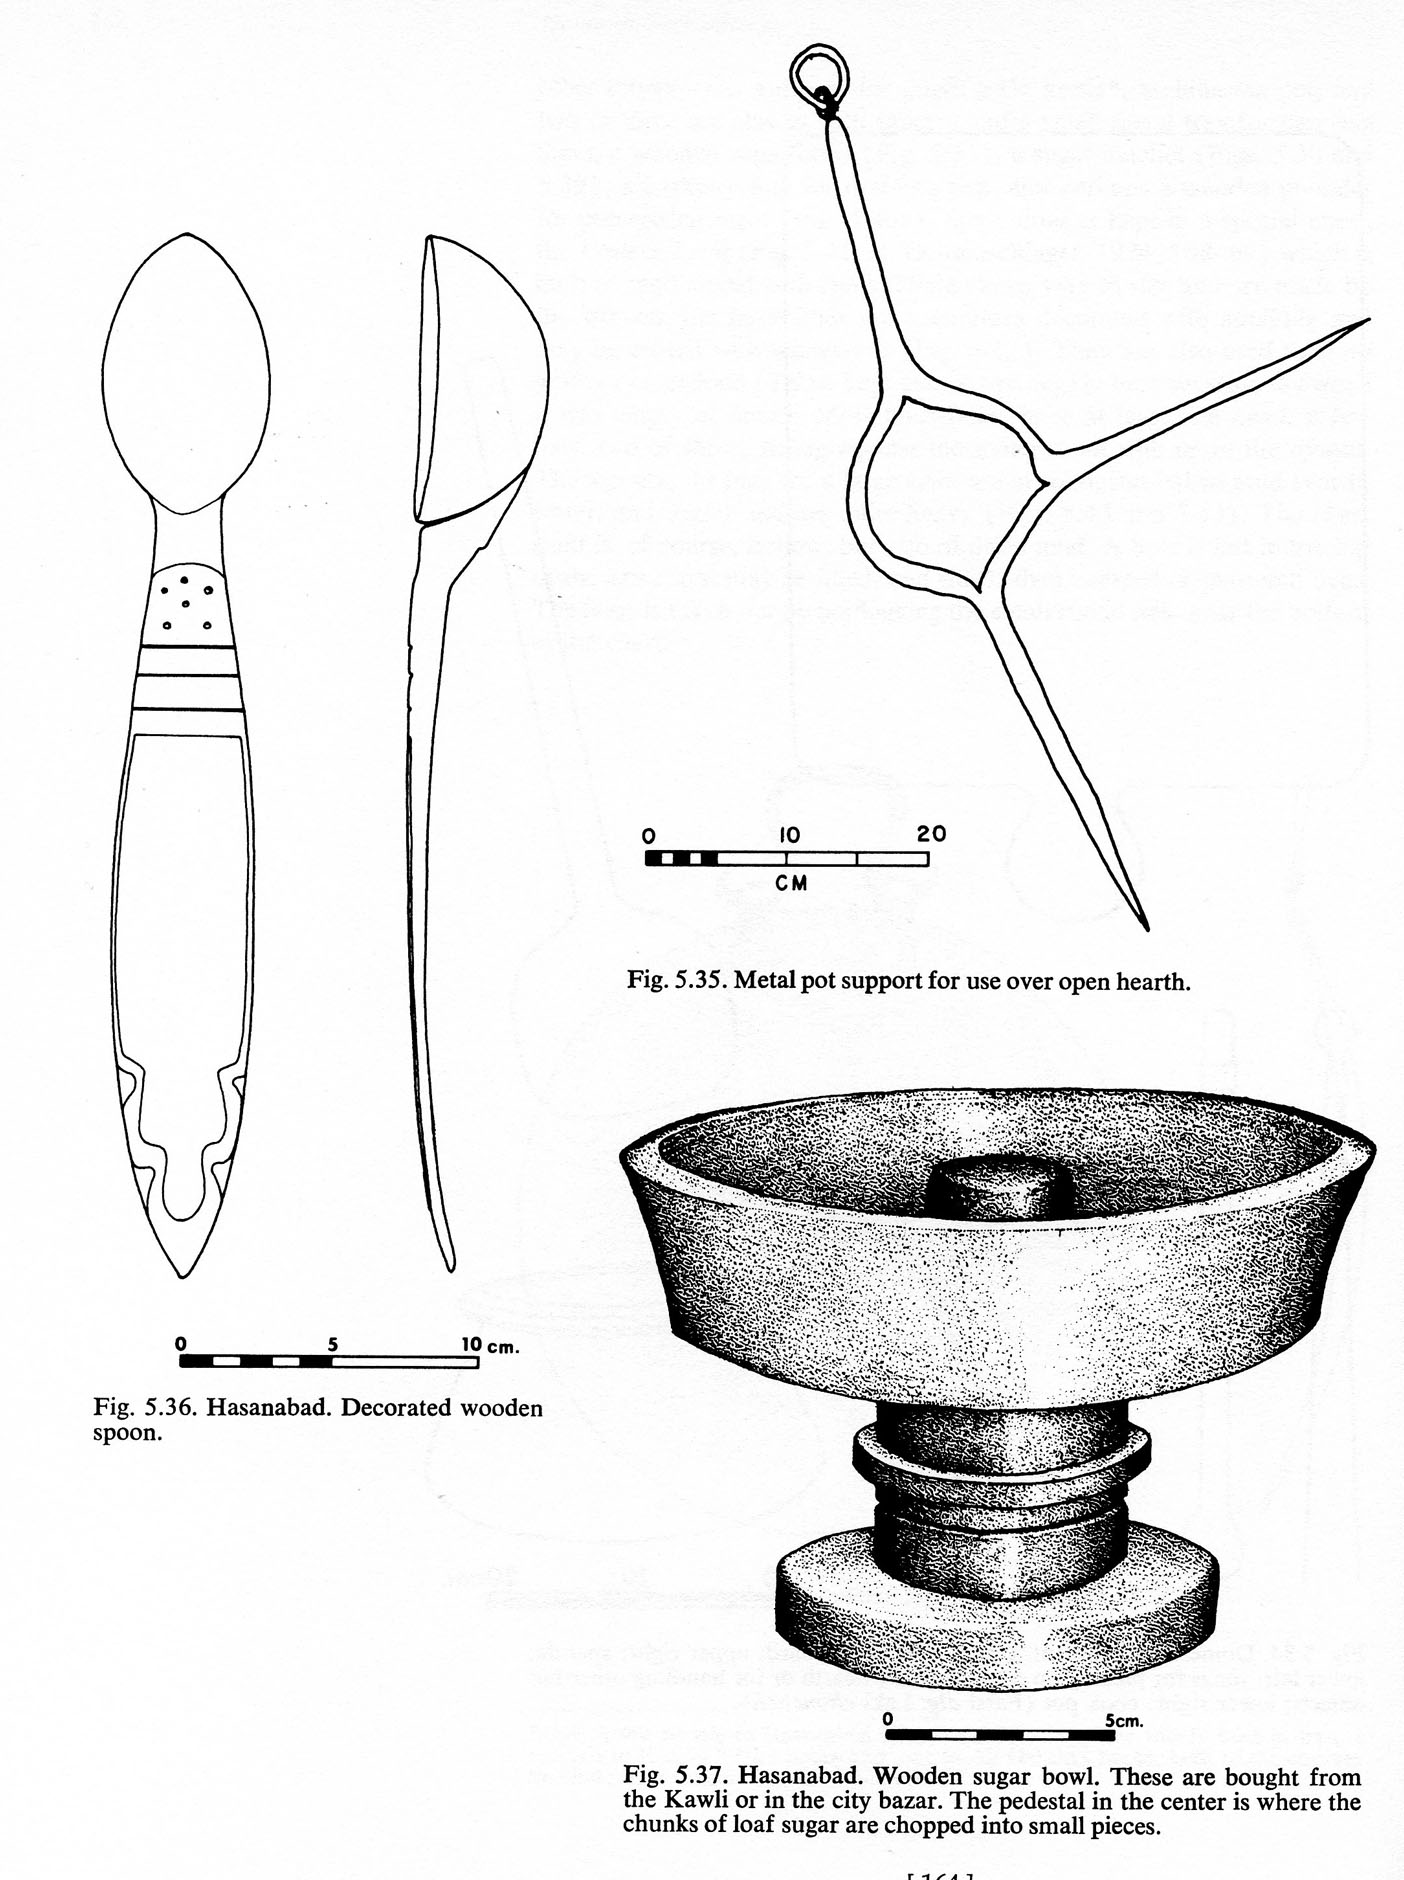 0 10 20
CM
Fig. 5.35. Metal pot support for use over open hearth.
0 5 10 cm.
Fig. 5.36. Hasanabad. Decorated wooden
spoon.
0 5cm.
Fig. 5.37. Hasanabad. Wooden sugar bowl. These are bought from
the Kawli or in the city bazar. The pedestal in the center is where the
chunks of loaf sugar are chopped into small pieces.
[ 164 ]